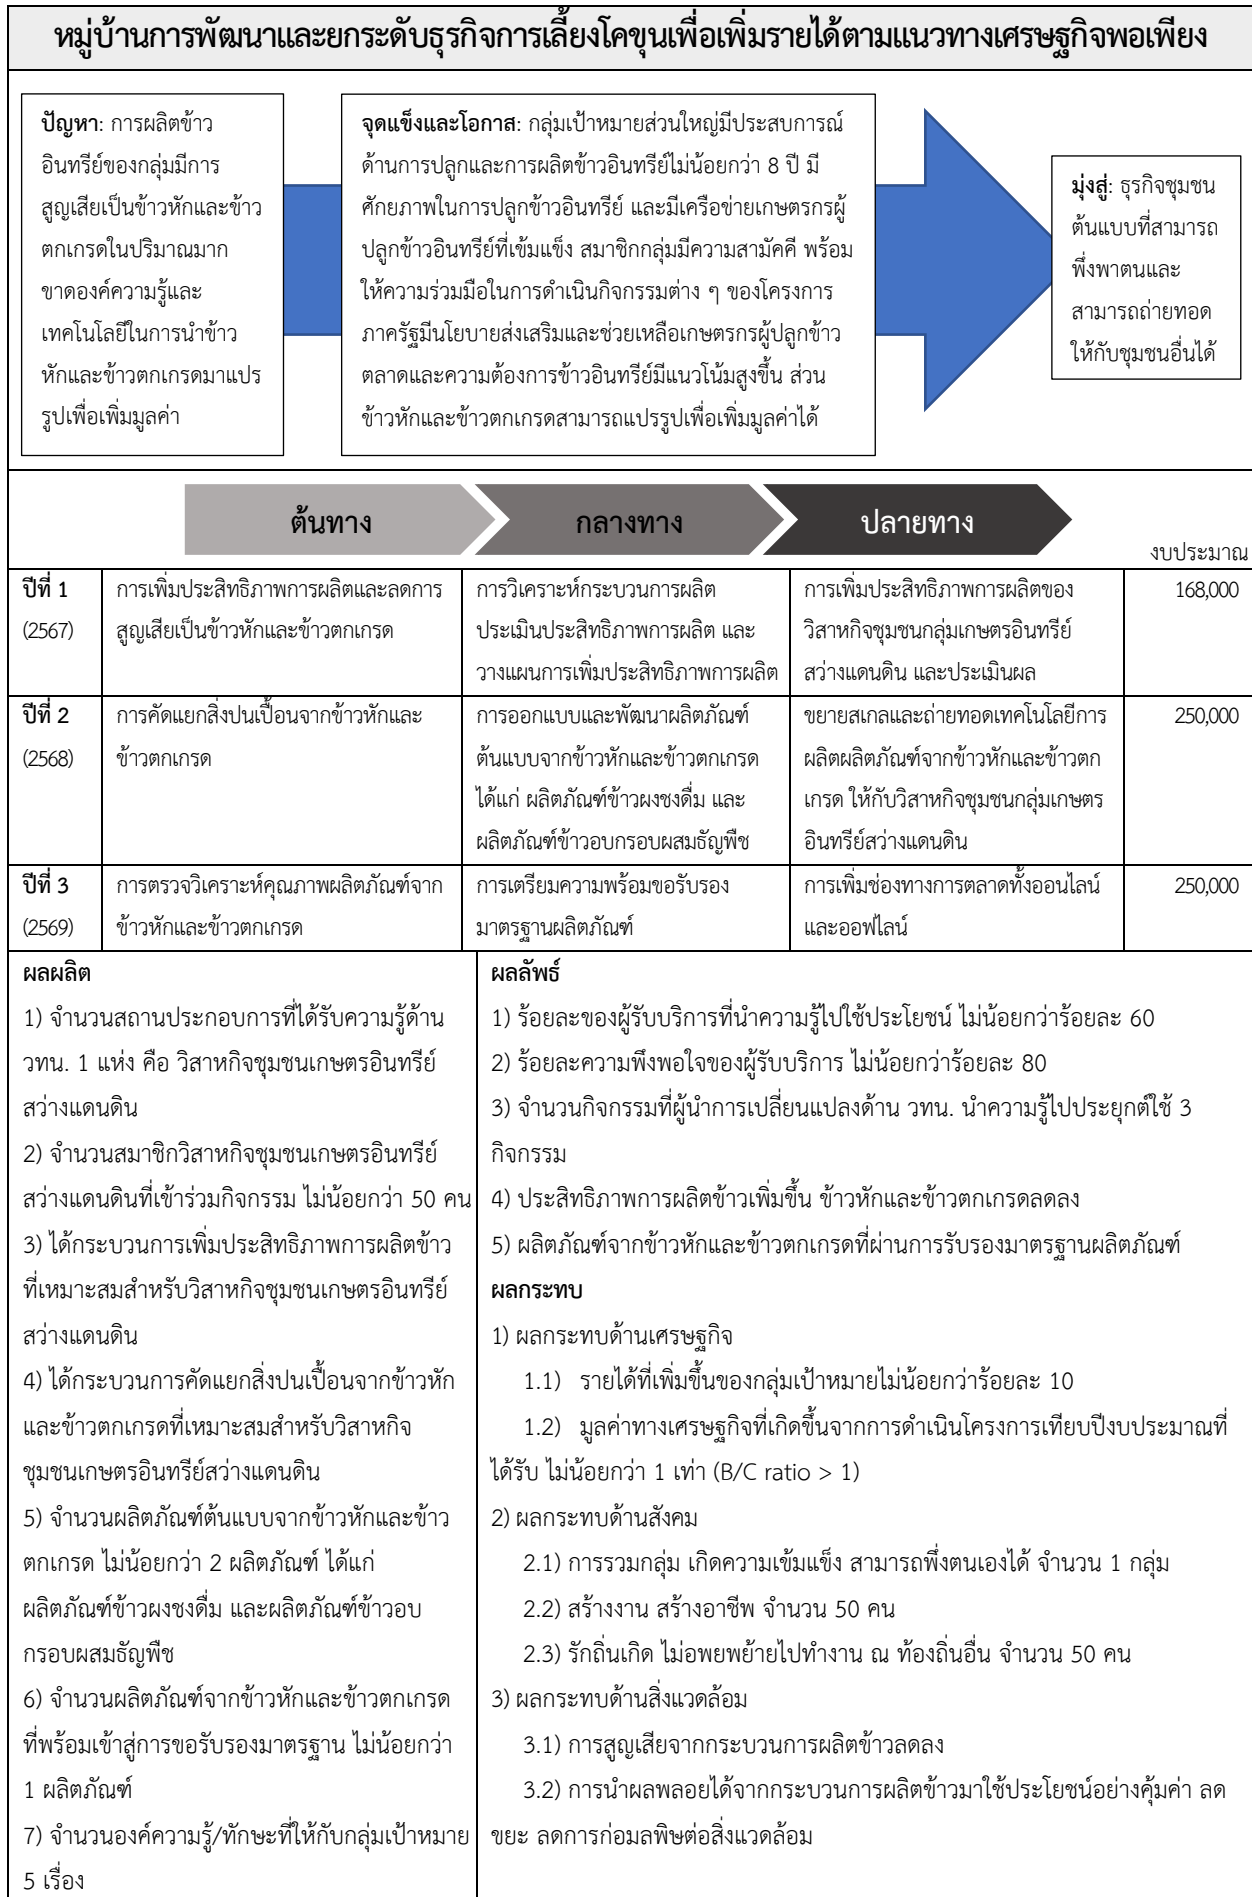 หมู่บ้านการพัฒนาและยกระดับธุรกิจการเลี้ยงโคขุนเพื่อเพิ่มรายได้ตามแนวทางเศรษฐกิจพอเพียง
ปัญหา: การผลิตข้าว
อินทรีย์ของกลุ่มมีการ
สูญเสียเป็นข้าวหักและข้าว
ตกเกรดในปริมาณมาก
ขาดองค์ความรู้และ
เทคโนโลยีในการนำข้าว
หักและข้าวตกเกรดมาแปร
รูปเพื่อเพิ่มมูลค่า
จุดแข็งและโอกาส: กลุ่มเป้าหมายส่วนใหญ่มีประสบการณ์
ด้านการปลูกและการผลิตข้าวอินทรีย์ไม่น้อยกว่า 8 ปี มี
ศักยภาพในการปลูกข้าวอินทรีย์ และมีเครือข่ายเกษตรกรผู้
ปลูกข้าวอินทรีย์ที่เข้มแข็ง สมาชิกกลุ่มมีความสามัคคี พร้อม
ให้ความร่วมมือในการดำเนินกิจกรรมต่าง ๆ ของโครงการ
ภาครัฐมีนโยบายส่งเสริมและช่วยเหลือเกษตรกรผู้ปลูกข้าว
ตลาดและความต้องการข้าวอินทรีย์มีแนวโน้มสูงขึ้น ส่วน
ข้าวหักและข้าวตกเกรดสามารถแปรรูปเพื่อเพิ่มมูลค่าได้
มุ่งสู่: ธุรกิจชุมชน
ต้นแบบที่สามารถ
พึ่งพาตนและ
สามารถถ่ายทอด
ให้กับชุมชนอื่นได้
ต้นทาง
กลางทาง
ปลายทาง
งบประมาณ
ปีที่ 1
(2567)
การเพิ่มประสิทธิภาพการผลิตและลดการ
สูญเสียเป็นข้าวหักและข้าวตกเกรด
การวิเคราะห์กระบวนการผลิต
ประเมินประสิทธิภาพการผลิต และ
วางแผนการเพิ่มประสิทธิภาพการผลิต
การเพิ่มประสิทธิภาพการผลิตของ
วิสาหกิจชุมชนกลุ่มเกษตรอินทรีย์
สว่างแดนดิน และประเมินผล
168,000
ปีที่ 2
(2568)
การคัดแยกสิ่งปนเปื้อนจากข้าวหักและ
ข้าวตกเกรด
การออกแบบและพัฒนาผลิตภัณฑ์
ต้นแบบจากข้าวหักและข้าวตกเกรด
ได้แก่ ผลิตภัณฑ์ข้าวผงชงดื่ม และ
ผลิตภัณฑ์ข้าวอบกรอบผสมธัญพืช
ขยายสเกลและถ่ายทอดเทคโนโลยีการ
ผลิตผลิตภัณฑ์จากข้าวหักและข้าวตก
เกรด ให้กับวิสาหกิจชุมชนกลุ่มเกษตร
อินทรีย์สว่างแดนดิน
250,000
ปีที่ 3
(2569)
การตรวจวิเคราะห์คุณภาพผลิตภัณฑ์จาก
ข้าวหักและข้าวตกเกรด
การเตรียมความพร้อมขอรับรอง
มาตรฐานผลิตภัณฑ์
การเพิ่มช่องทางการตลาดทั้งออนไลน์
และออฟไลน์
250,000
ผลผลิต
1) จำนวนสถานประกอบการที่ได้รับความรู้ด้าน
วทน. 1 แห่ง คือ วิสาหกิจชุมชนเกษตรอินทรีย์
สว่างแดนดิน
2) จำนวนสมาชิกวิสาหกิจชุมชนเกษตรอินทรีย์
สว่างแดนดินที่เข้าร่วมกิจกรรม ไม่น้อยกว่า 50 คน
3) ได้กระบวนการเพิ่มประสิทธิภาพการผลิตข้าว
ที่เหมาะสมสำหรับวิสาหกิจชุมชนเกษตรอินทรีย์
สว่างแดนดิน
4) ได้กระบวนการคัดแยกสิ่งปนเปื้อนจากข้าวหัก
และข้าวตกเกรดที่เหมาะสมสำหรับวิสาหกิจ
ชุมชนเกษตรอินทรีย์สว่างแดนดิน
5) จำนวนผลิตภัณฑ์ต้นแบบจากข้าวหักและข้าว
ตกเกรด ไม่น้อยกว่า 2 ผลิตภัณฑ์ ได้แก่
ผลิตภัณฑ์ข้าวผงชงดื่ม และผลิตภัณฑ์ข้าวอบ
กรอบผสมธัญพืช
6) จำนวนผลิตภัณฑ์จากข้าวหักและข้าวตกเกรด
ที่พร้อมเข้าสู่การขอรับรองมาตรฐาน ไม่น้อยกว่า
1 ผลิตภัณฑ์
7) จำนวนองค์ความรู้/ทักษะที่ให้กับกลุ่มเป้าหมาย
5 เรื่อง
ผลลัพธ์
1) ร้อยละของผู้รับบริการที่นำความรู้ไปใช้ประโยชน์ ไม่น้อยกว่าร้อยละ 60
2) ร้อยละความพึงพอใจของผู้รับบริการ ไม่น้อยกว่าร้อยละ 80
3) จำนวนกิจกรรมที่ผู้นำการเปลี่ยนแปลงด้าน วทน. นำความรู้ไปประยุกต์ใช้ 3
กิจกรรม
4) ประสิทธิภาพการผลิตข้าวเพิ่มขึ้น ข้าวหักและข้าวตกเกรดลดลง
5) ผลิตภัณฑ์จากข้าวหักและข้าวตกเกรดที่ผ่านการรับรองมาตรฐานผลิตภัณฑ์
ผลกระทบ
1) ผลกระทบด้านเศรษฐกิจ
1.1) รายได้ที่เพิ่มขึ้นของกลุ่มเป้าหมายไม่น้อยกว่าร้อยละ 10
1.2) มูลค่าทางเศรษฐกิจที่เกิดขึ้นจากการดำเนินโครงการเทียบปีงบประมาณที่
ได้รับ ไม่น้อยกว่า 1 เท่า (B/C ratio > 1)
2) ผลกระทบด้านสังคม
2.1) การรวมกลุ่ม เกิดความเข้มแข็ง สามารถพึ่งตนเองได้ จำนวน 1 กลุ่ม
2.2) สร้างงาน สร้างอาชีพ จำนวน 50 คน
2.3) รักถิ่นเกิด ไม่อพยพย้ายไปทำงาน ณ ท้องถิ่นอื่น จำนวน 50 คน
3) ผลกระทบด้านสิ่งแวดล้อม
3.1) การสูญเสียจากกระบวนการผลิตข้าวลดลง
3.2) การนำผลพลอยได้จากกระบวนการผลิตข้าวมาใช้ประโยชน์อย่างคุ้มค่า ลด
ขยะ ลดการก่อมลพิษต่อสิ่งแวดล้อม